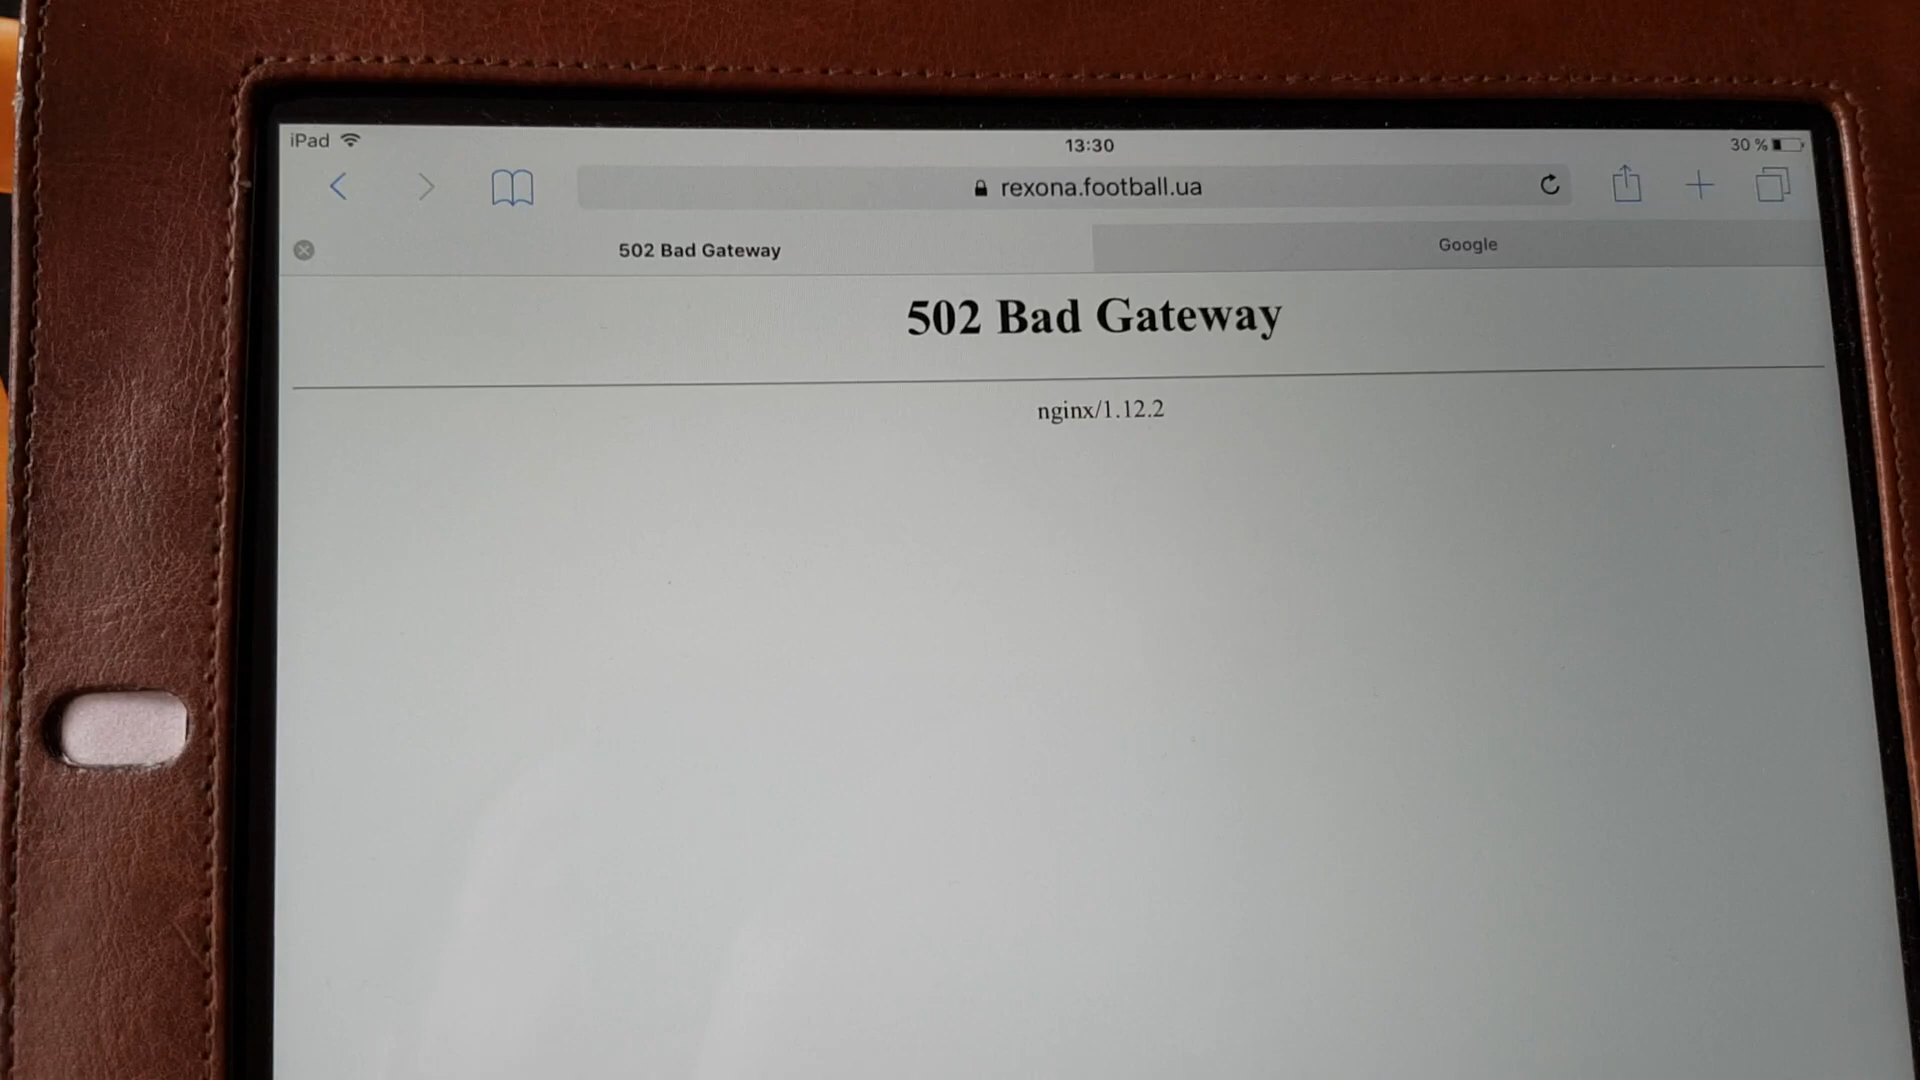 iPad
13:30
30 %
rexona.football.ua
502 Bad Gateway
Google
502 Bad Gateway
nginx/1.12.2